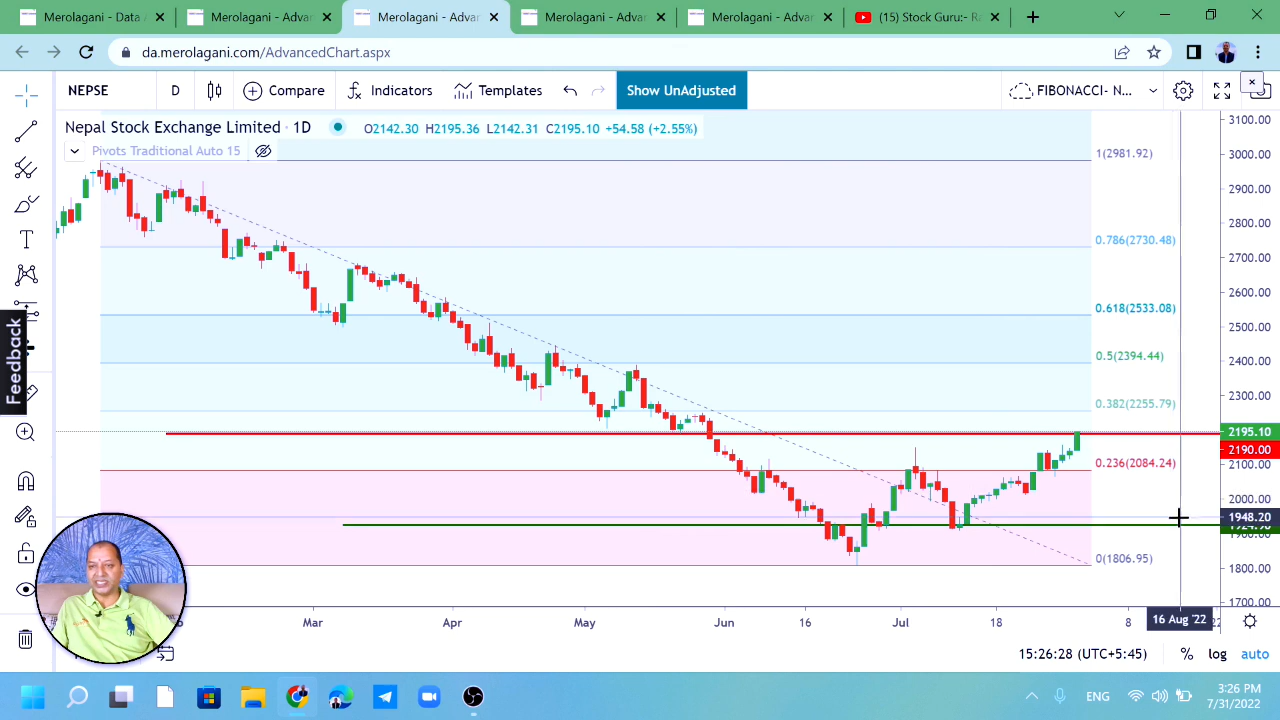 Merolagani - Data A
Merolagani - Advan
Merolagani - Advan
Merolagani - Advan
Merolagani - Advan
(15) Stock Guru:- Ra
da.merolagani.com/AdvancedChart.aspx
NEPSE
D
Compare
Indicators
Templates
Show UnAdjusted
FIBONACCI- N...
Nepal Stock Exchange Limited · 1D
O2142.30 H2195.36 L2142.31 C2195.10 +54.58 (+2.55%)
Pivots Traditional Auto 15
3100.00
1(2981.92)
3000.00
2900.00
2800.00
0.786(2730.48)
2700.00
2600.00
0.618(2533.08)
2500.00
0.5(2394.44)
2400.00
2300.00
0.382(2255.79)
2195.10
2190.00
0.236(2084.24)
2100.00
2000.00
1948.20
1900.00
0(1806.95)
1800.00
1700.00
Feedback
Mar
Apr
May
Jun
16
Jul
18
8
16 Aug '22
15:26:28 (UTC+5:45)
%
log
auto
ENG
3:26 PM
7/31/2022